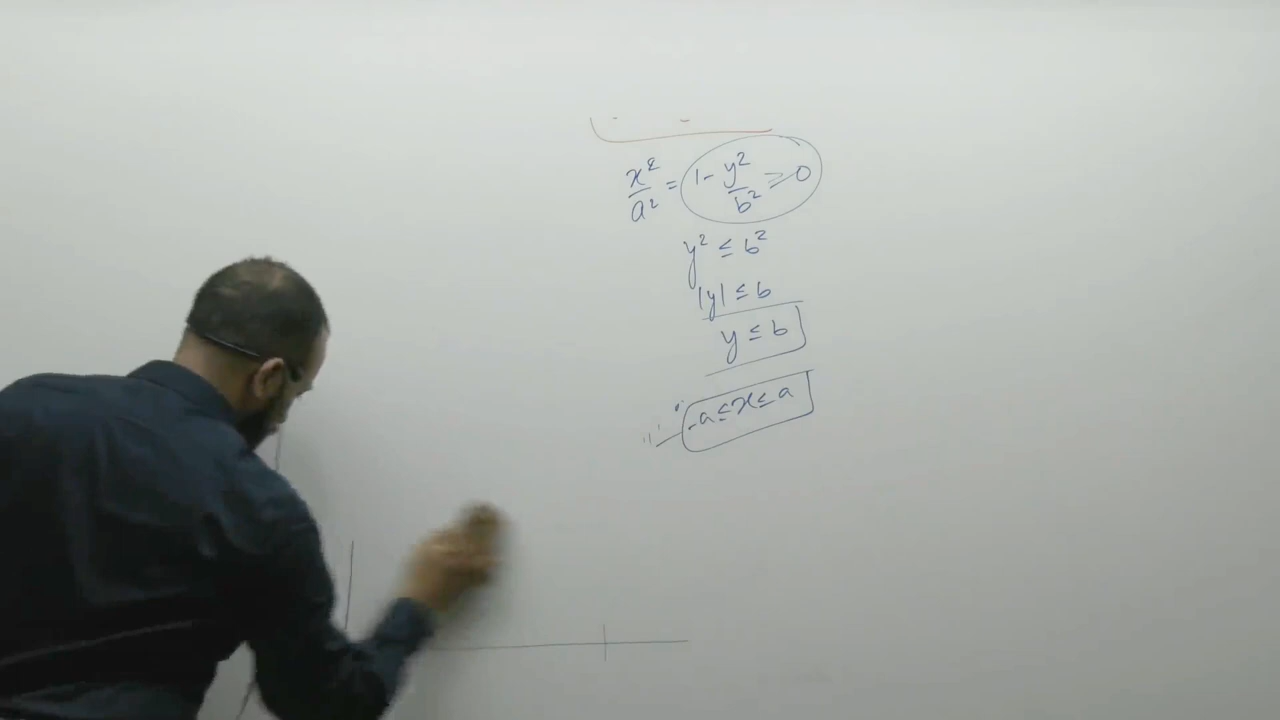 x²/a² = 1 - y²/b² ≥ 0
y² ≤ b²
|y| ≤ b
y ≤ b
-a ≤ x ≤ a